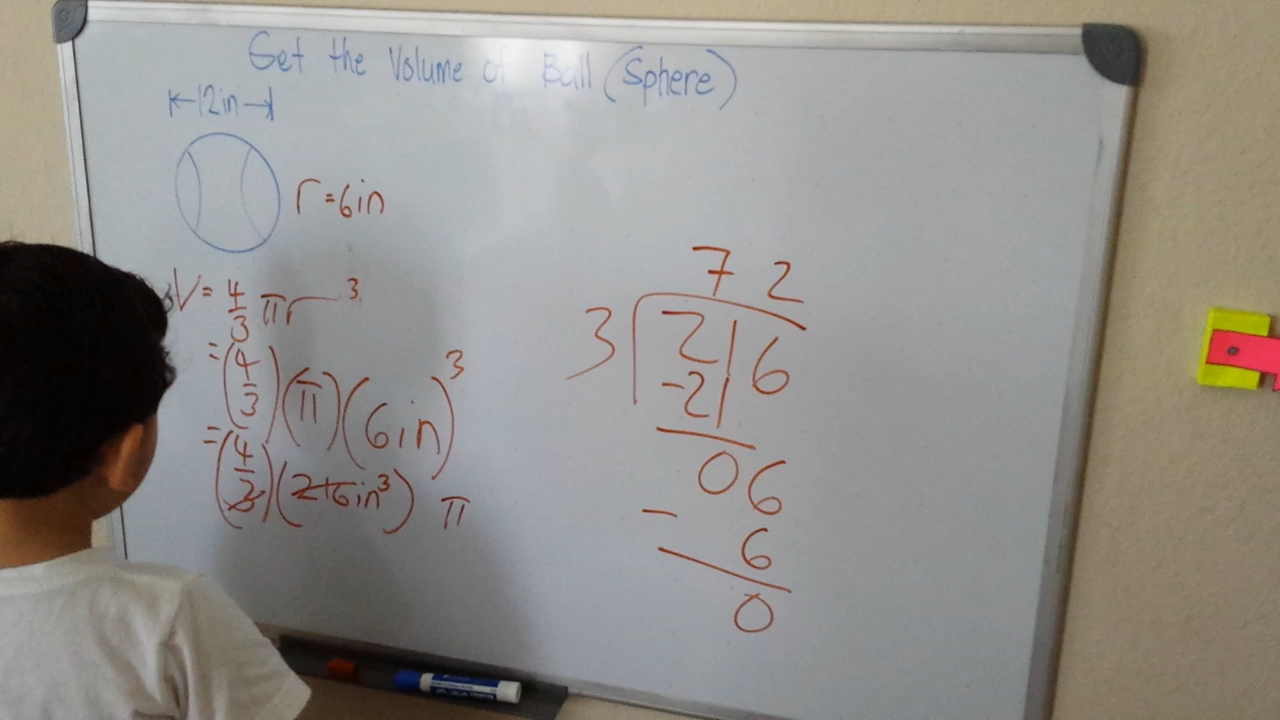 Get the Volume of Ball (Sphere)
12in
r=6in
V= 4/3 πr³
=(4/3)(π)(6in)³
=(4/3)(216in³) π
72
3 216
-21
06
- 6
0